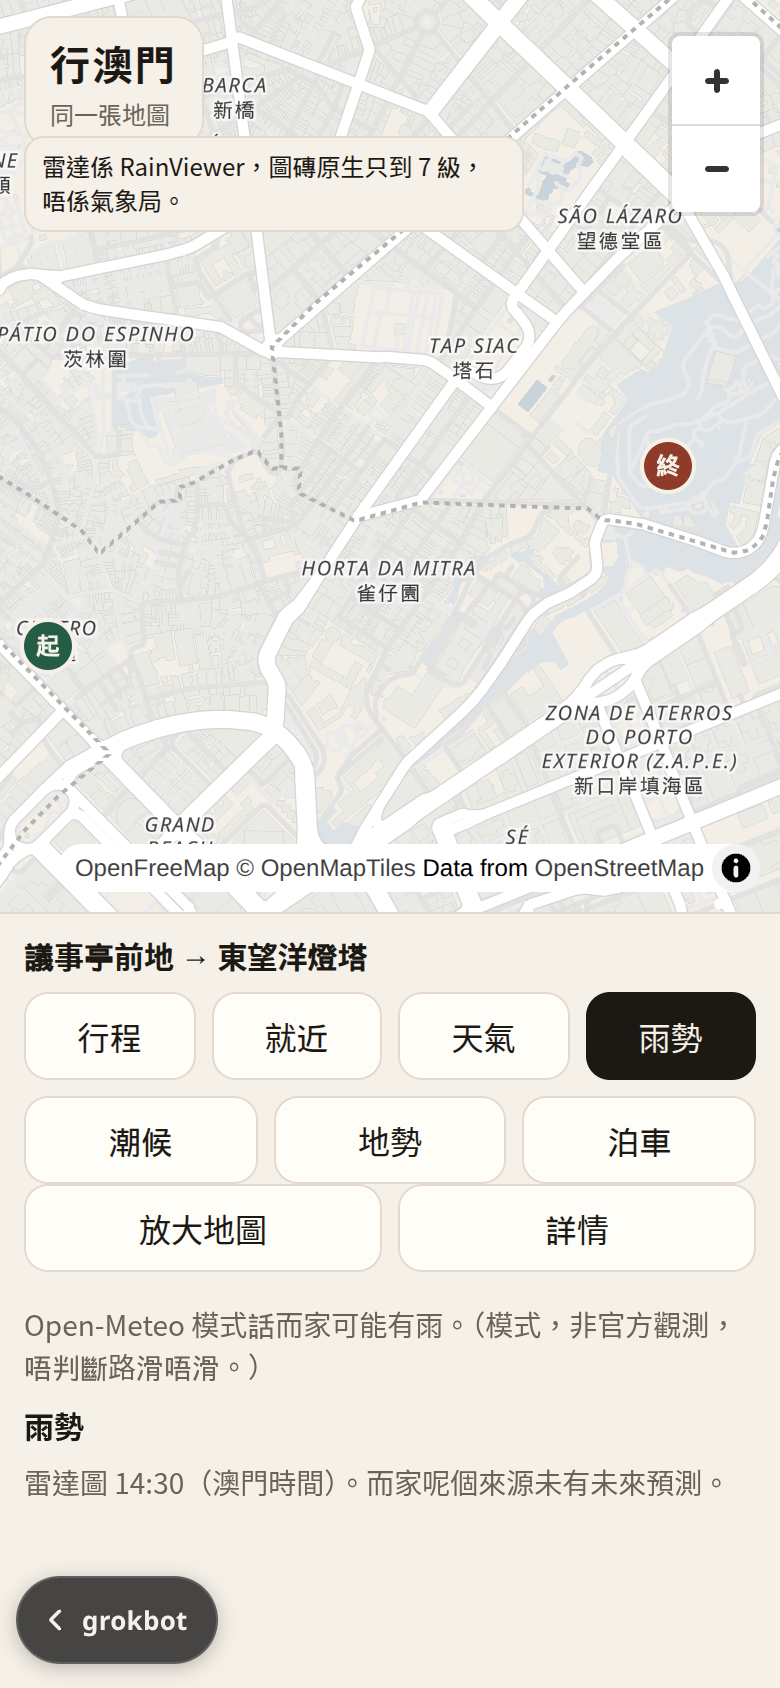 行澳門
同一張地圖
BARCA
新橋
NE
雷達係 RainViewer，圖磚原生只到 7 級，
唔係氣象局。
+
−
SÃO LÁZARO
望德堂區
PÁTIO DO ESPINHO
茨林圍
TAP SIAC
塔石
終
HORTA DA MITRA
雀仔園
起
ZONA DE ATERROS
DO PORTO
EXTERIOR (Z.A.P.E.)
新口岸填海區
GRAND
SÉ
OpenFreeMap © OpenMapTiles Data from OpenStreetMap
議事亭前地 → 東望洋燈塔
行程
就近
天氣
雨勢
潮候
地勢
泊車
放大地圖
詳情
Open-Meteo 模式話而家可能有雨。（模式，非官方觀測，
唔判斷路滑唔滑。）
雨勢
雷達圖 14:30（澳門時間）。而家呢個來源未有未來預測。
grokbot